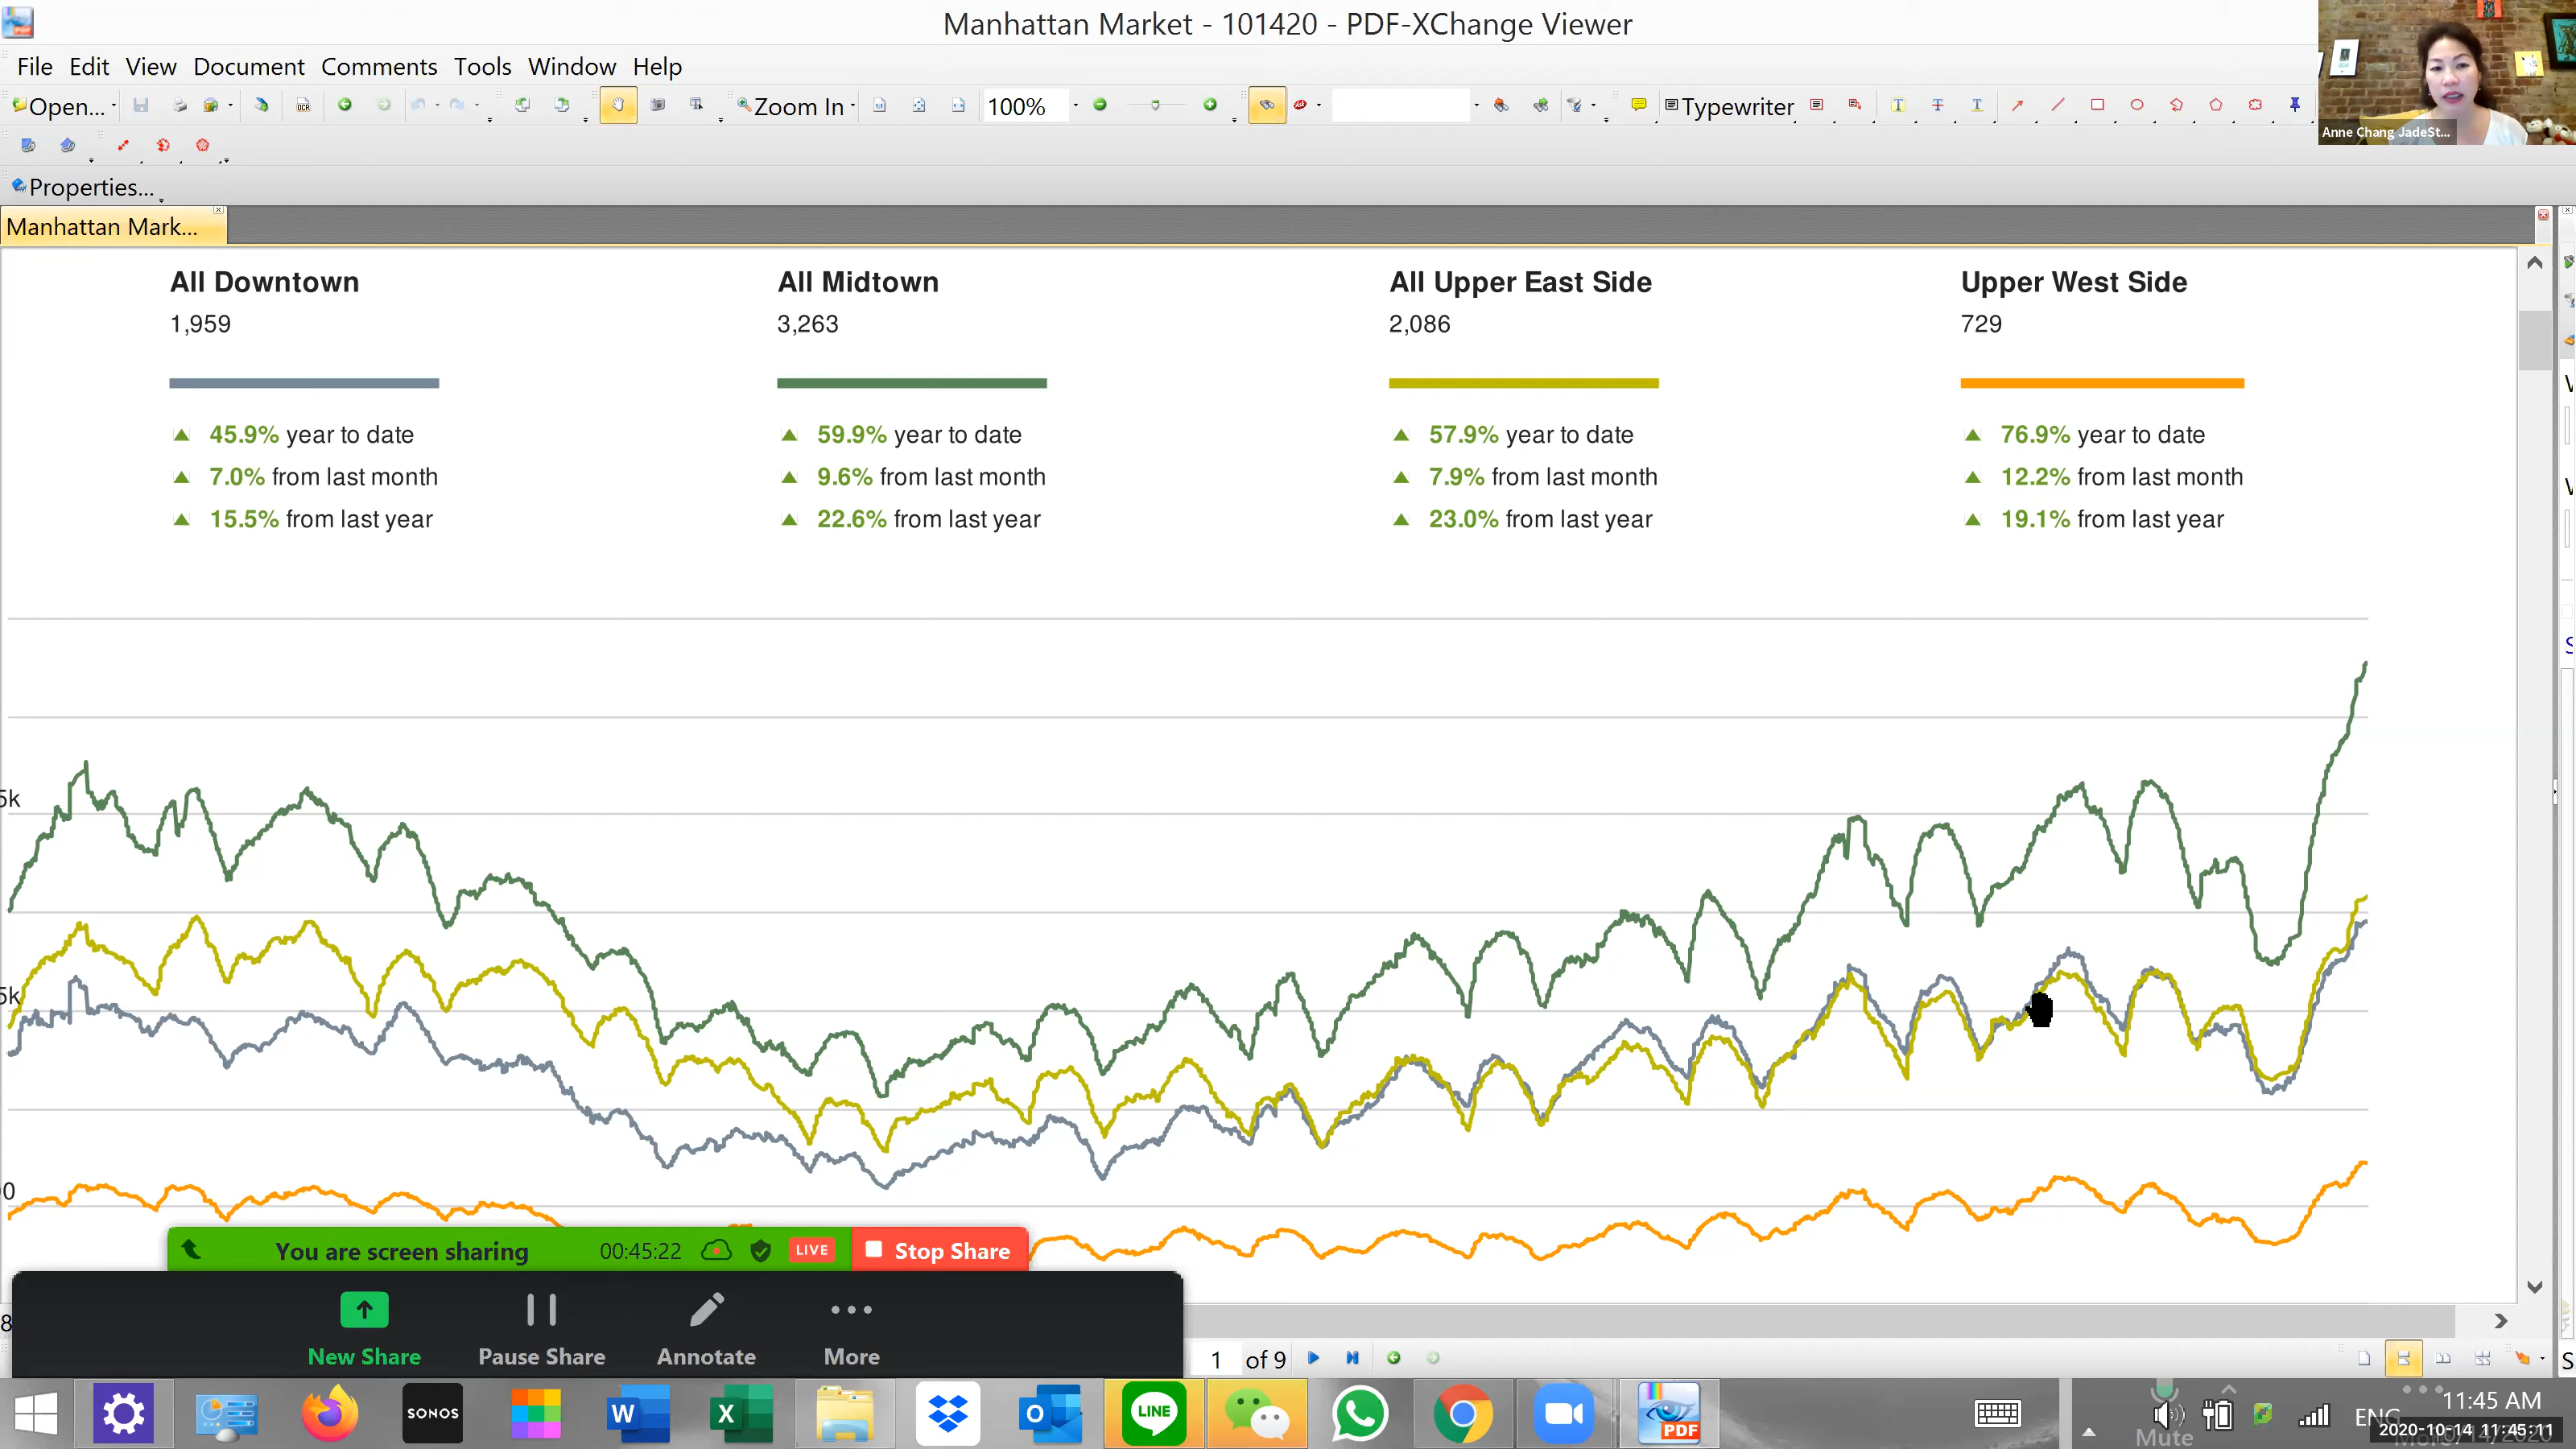 Manhattan Market - 101420 - PDF-XChange Viewer
File Edit View Document Comments Tools Window Help
Open...
OCR
Zoom In
100%
Typewriter
Anne Chang JadeSt...
Properties...
Manhattan Mark...
All Downtown
1,959
45.9% year to date
7.0% from last month
15.5% from last year
All Midtown
3,263
59.9% year to date
9.6% from last month
22.6% from last year
All Upper East Side
2,086
57.9% year to date
7.9% from last month
23.0% from last year
Upper West Side
729
76.9% year to date
12.2% from last month
19.1% from last year
5k
5k
0
You are screen sharing 00:45:22 LIVE Stop Share
New Share Pause Share Annotate More
1 of 9
SONOS
W
X
O
LINE
PDF
ENG
11:45 AM
2020-10-14 11:45:11
Mute